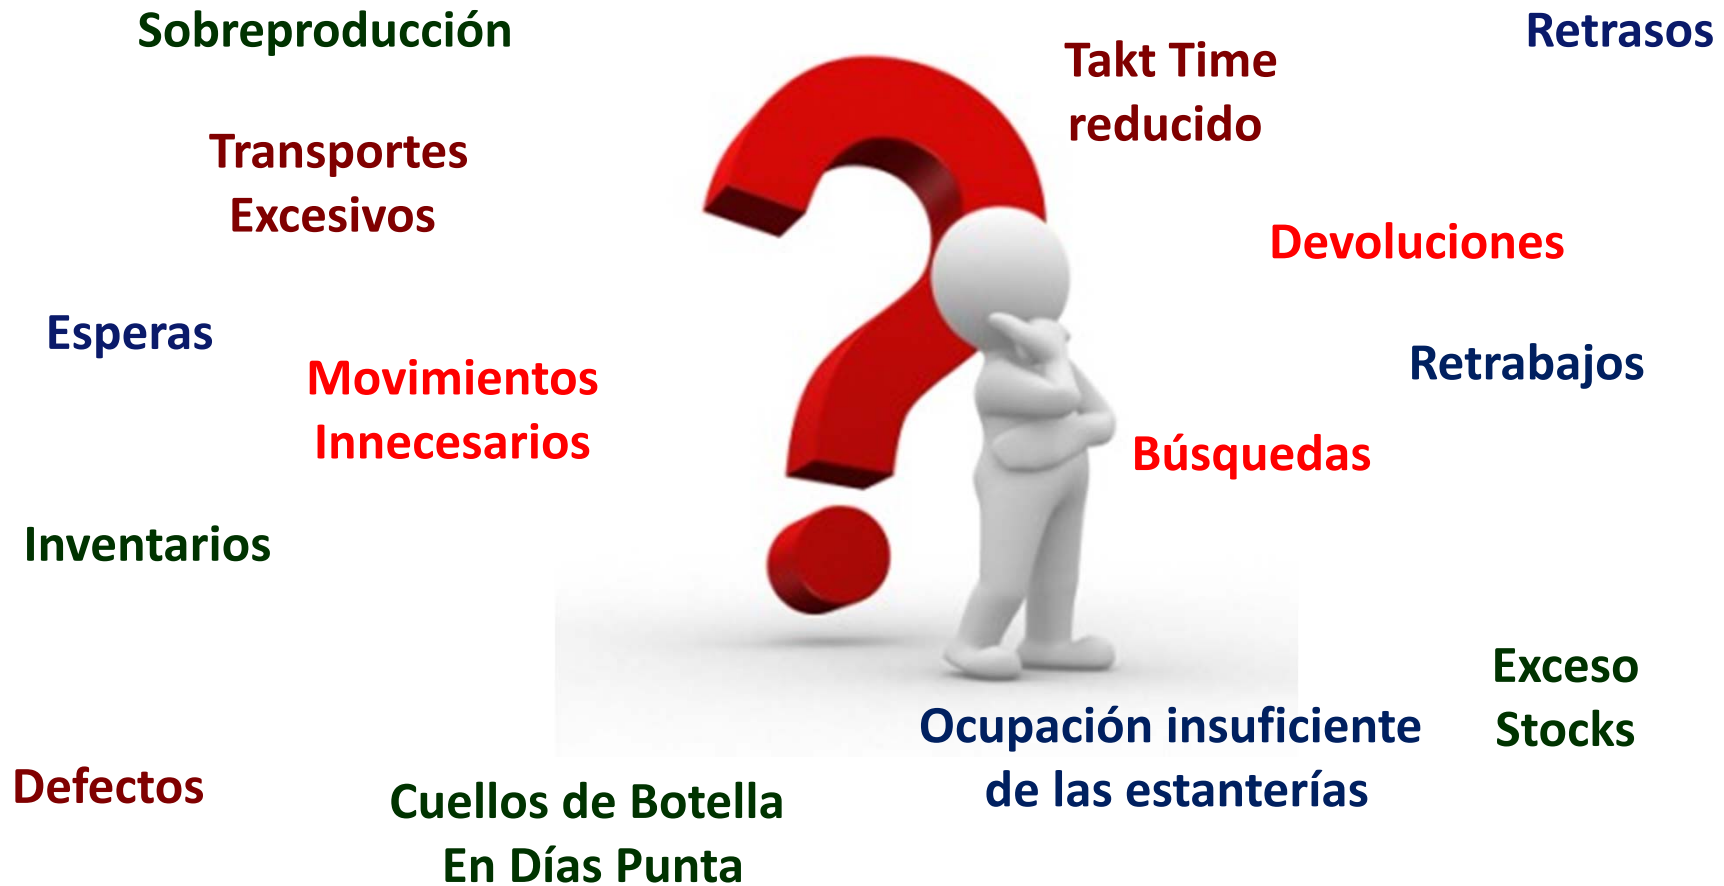 Sobreproducción
Retrasos
Takt Time
reducido
Transportes
Excesivos
Devoluciones
Esperas
Movimientos
Innecesarios
Retrabajos
Búsquedas
Inventarios
Exceso
Stocks
Ocupación insuficiente
de las estanterías
Defectos
Cuellos de Botella
En Días Punta